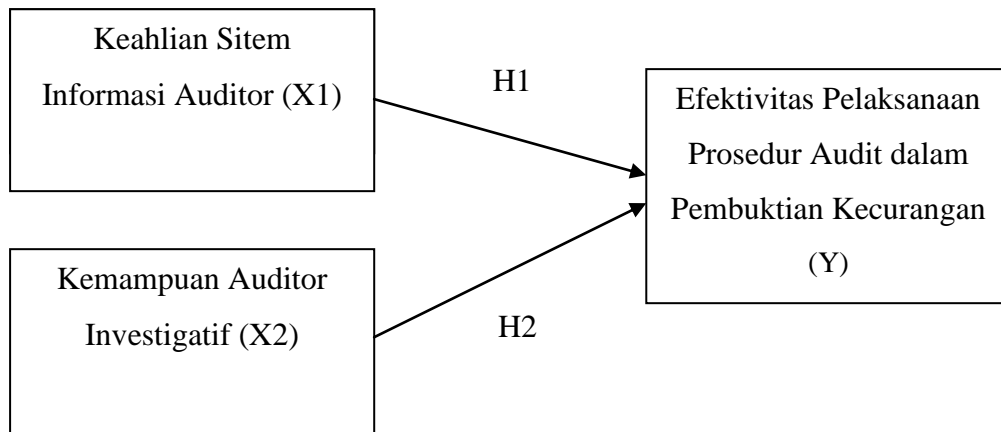 Keahlian Sitem
Informasi Auditor (X1)
H1
Efektivitas Pelaksanaan
Prosedur Audit dalam
Pembuktian Kecurangan
(Y)
Kemampuan Auditor
Investigatif (X2)
H2